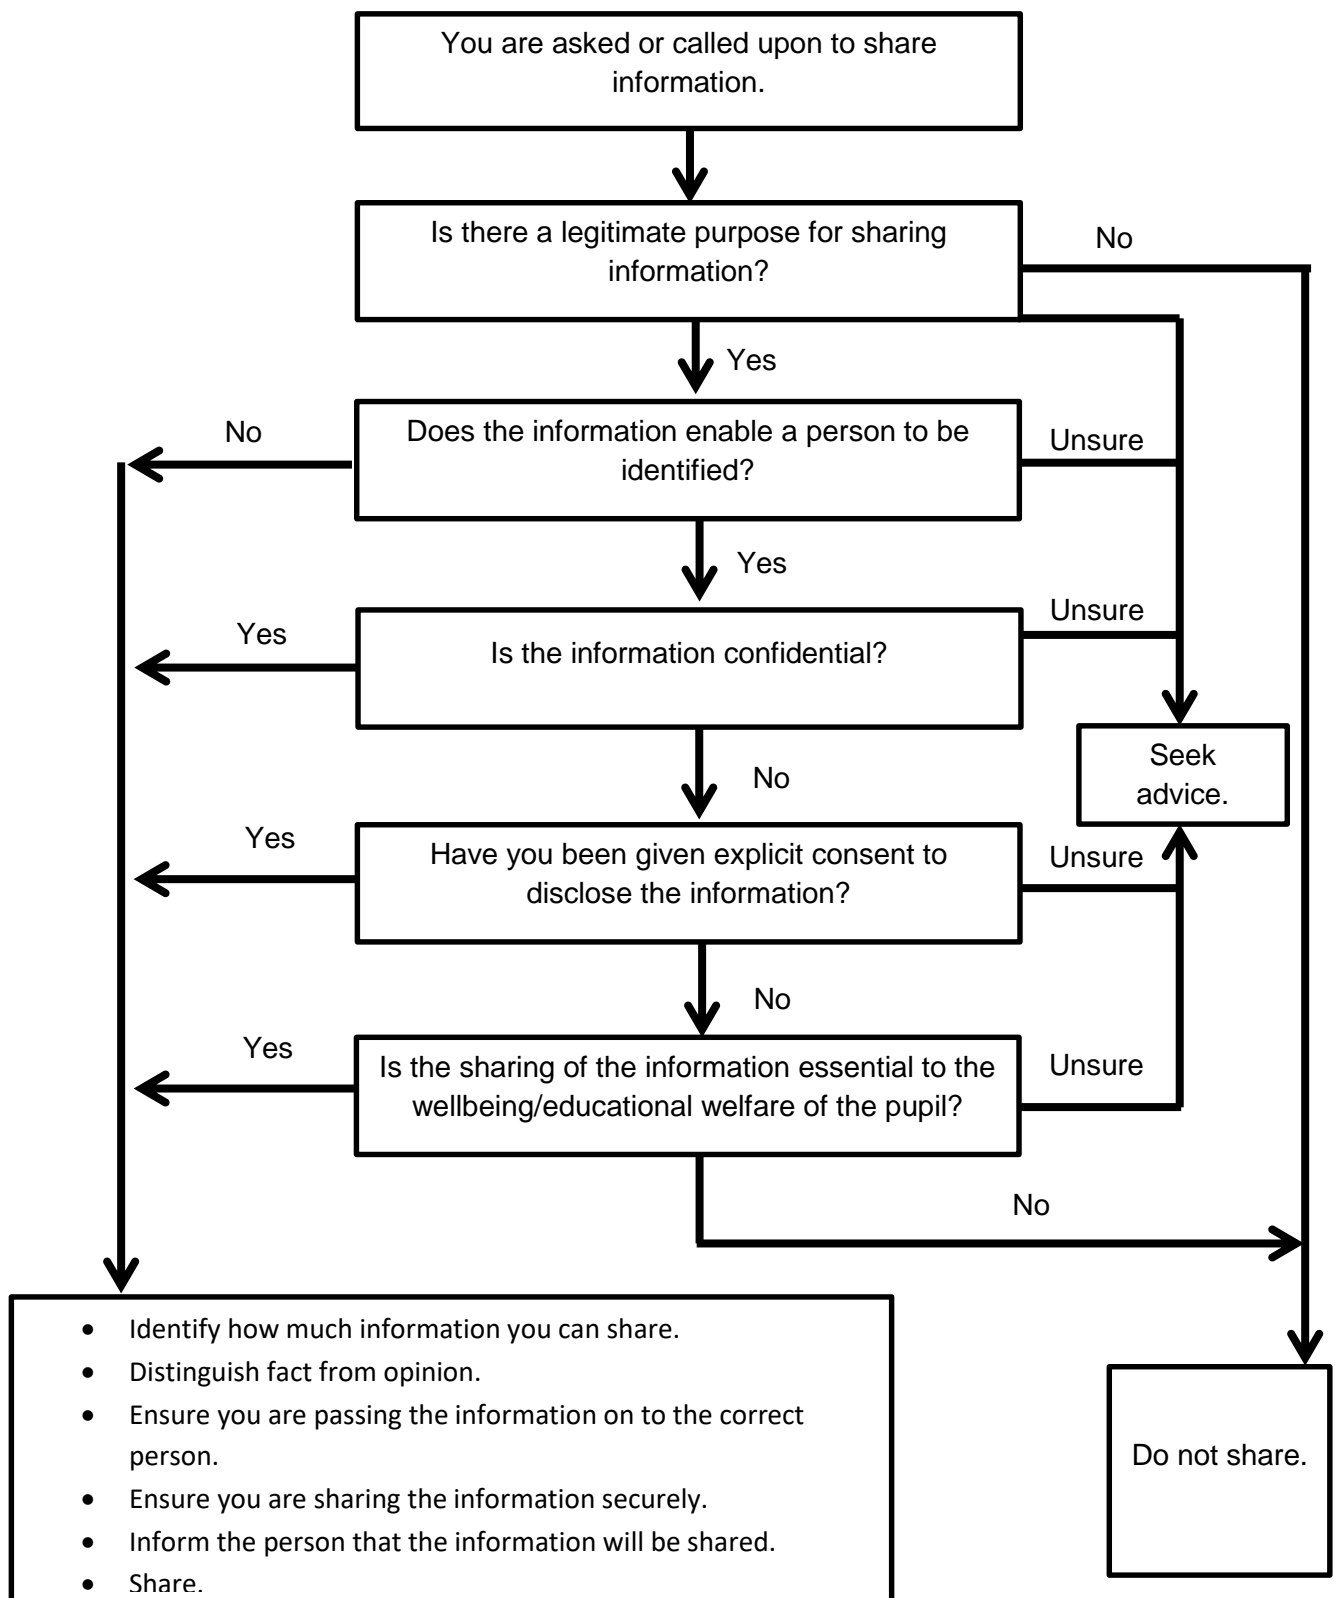 You are asked or called upon to share
information.
Is there a legitimate purpose for sharing
information?
No
Yes
No
Does the information enable a person to be
identified?
Unsure
Yes
Yes
Is the information confidential?
Unsure
No
Seek
advice.
Yes
Have you been given explicit consent to
disclose the information?
Unsure
No
Yes
Is the sharing of the information essential to the
wellbeing/educational welfare of the pupil?
Unsure
No
• Identify how much information you can share.
• Distinguish fact from opinion.
• Ensure you are passing the information on to the correct
person.
• Ensure you are sharing the information securely.
• Inform the person that the information will be shared.
• Share.
Do not share.